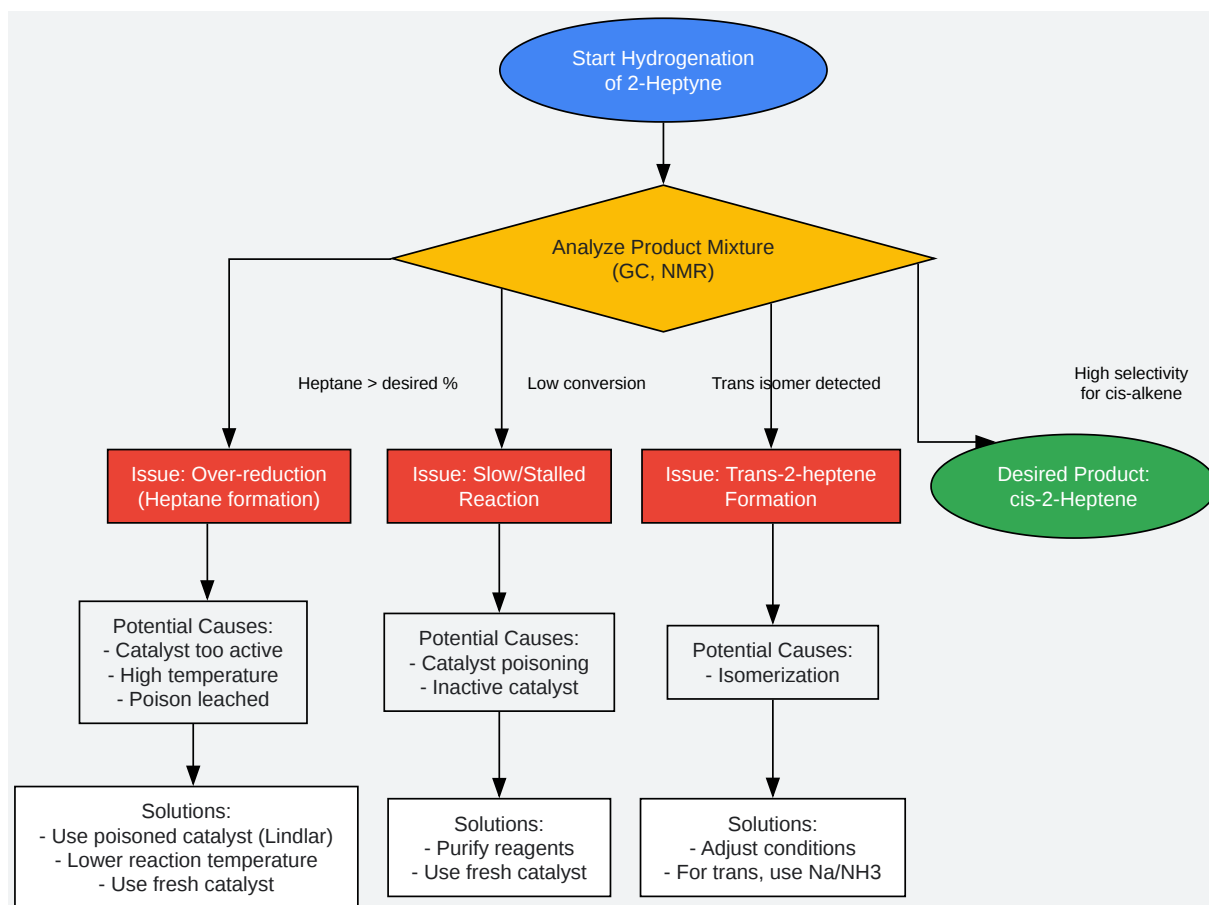 Start Hydrogenation
of 2-Heptyne
Analyze Product Mixture
(GC, NMR)
Heptane > desired %
Low conversion
Trans isomer detected
High selectivity
for cis-alkene
Issue: Over-reduction
(Heptane formation)
Issue: Slow/Stalled
Reaction
Issue: Trans-2-heptene
Formation
Desired Product:
cis-2-Heptene
Potential Causes:
- Catalyst too active
- High temperature
- Poison leached
Potential Causes:
- Catalyst poisoning
- Inactive catalyst
Potential Causes:
- Isomerization
Solutions:
- Use poisoned catalyst (Lindlar)
- Lower reaction temperature
- Use fresh catalyst
Solutions:
- Purify reagents
- Use fresh catalyst
Solutions:
- Adjust conditions
- For trans, use Na/NH3